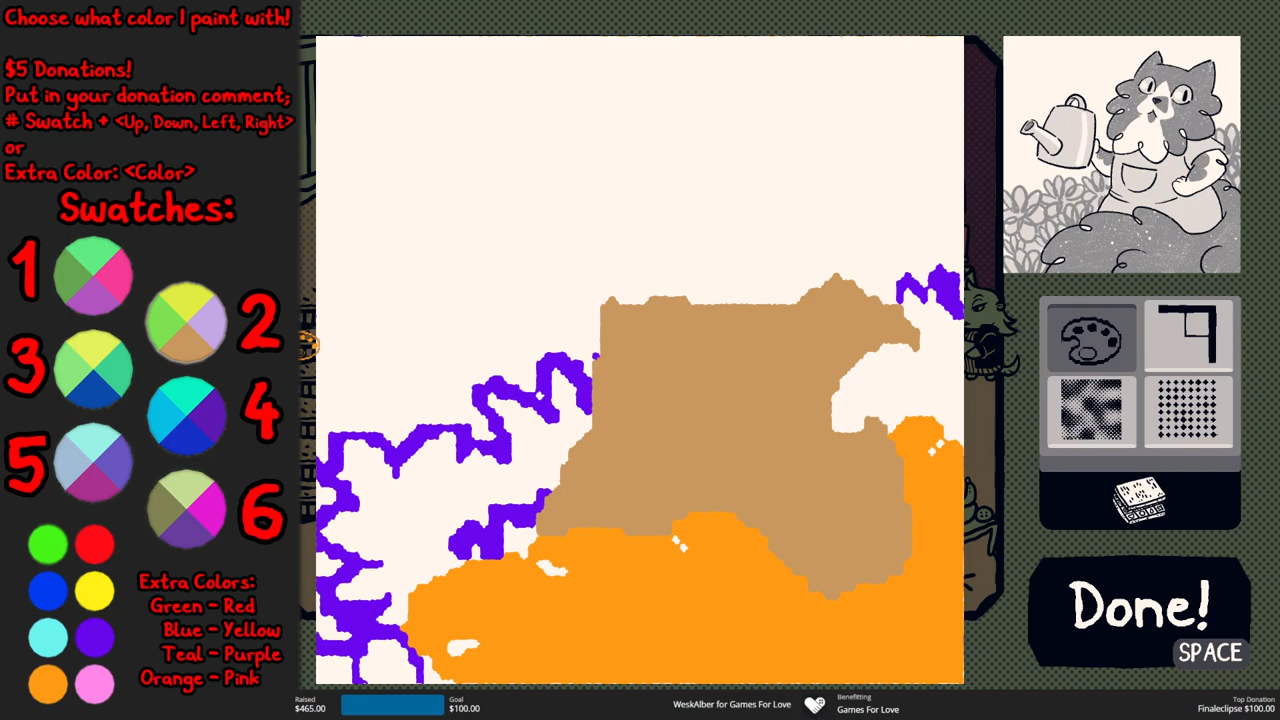 Choose what color I paint with!
$5 Donations!
Put in your donation comment;
# Swatch + <Up, Down, Left, Right>
or
Extra Color: <Color>
Swatches:
1
2
3
4
5
6
Extra Colors:
Green - Red
Blue - Yellow
Teal - Purple
Orange - Pink
Done!
SPACE
Raised
$465.00
Goal
$100.00
WeskAlber for Games For Love
Benefitting
Games For Love
Top Donation
Finaleclipse $100.00